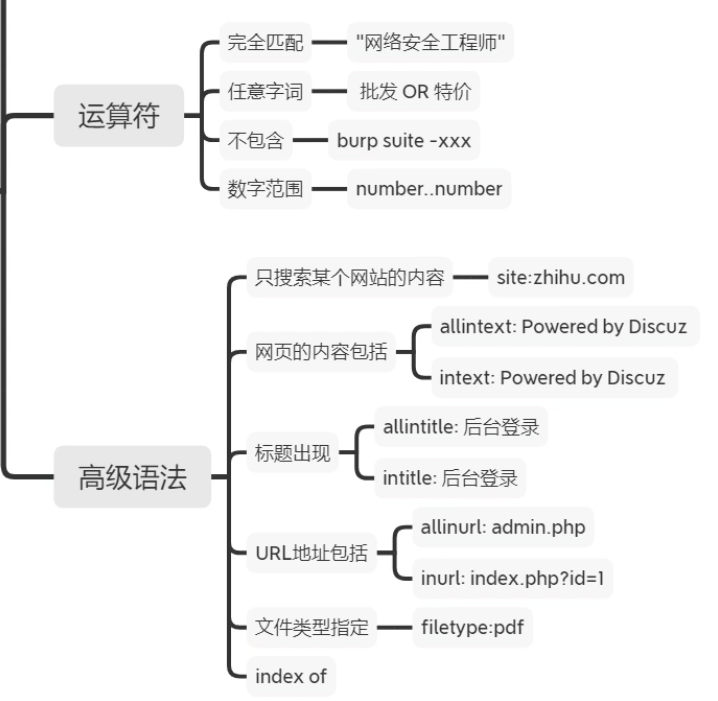 运算符
完全匹配
"网络安全工程师"
任意字词
批发 OR 特价
不包含
burp suite -xxx
数字范围
number..number
高级语法
只搜索某个网站的内容
site:zhihu.com
网页的内容包括
allintext: Powered by Discuz
intext: Powered by Discuz
标题出现
allintitle: 后台登录
intitle: 后台登录
URL地址包括
allinurl: admin.php
inurl: index.php?id=1
文件类型指定
filetype:pdf
index of